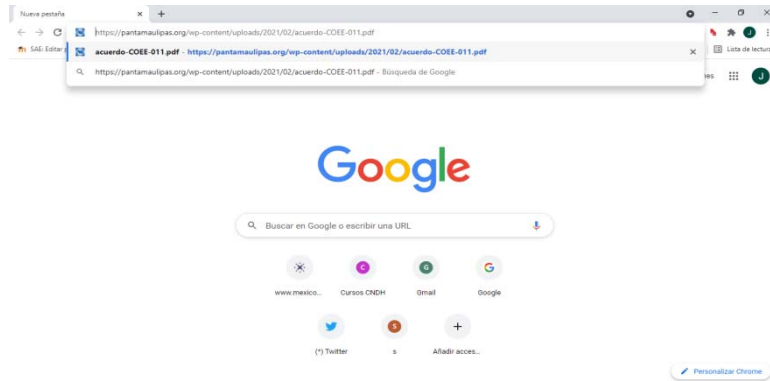 Nueva pestaña
https://pantamaulipas.org/wp-content/uploads/2021/02/acuerdo-COEE-011.pdf
SAE: Editar
acuerdo-COEE-011.pdf - https://pantamaulipas.org/wp-content/uploads/2021/02/acuerdo-COEE-011.pdf
Lista de lectura
https://pantamaulipas.org/wp-content/uploads/2021/02/acuerdo-COEE-011.pdf - Búsqueda de Google
J
Google
Buscar en Google o escribir una URL
C G
www.mexico... Cursos CNDH Gmail Google
S
(*) Twitter s Añadir acces...
Personalizar Chrome